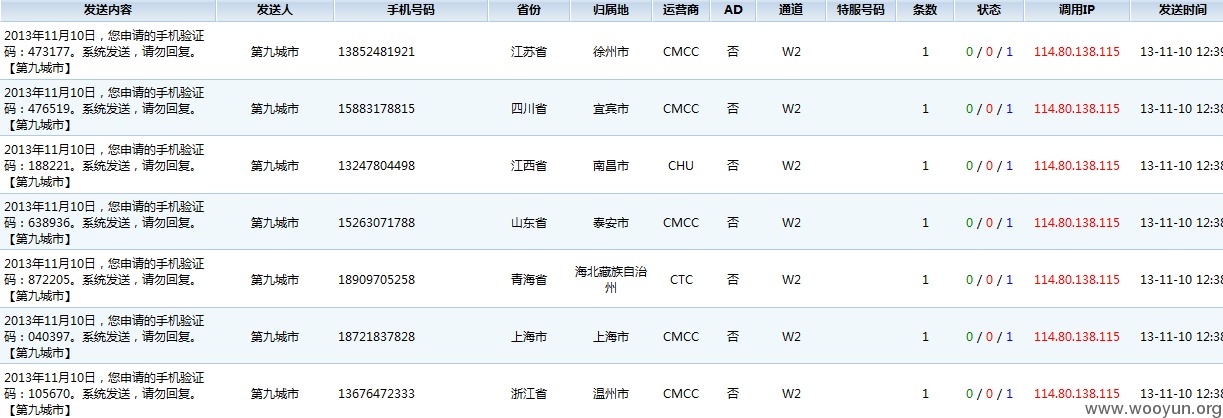 发送内容 发送人 手机号码 省份 归属地 运营商 AD 通道 特服号码 条数 状态 调用IP 发送时间
2013年11月10日，您申请的手机验证
码：473177。系统发送，请勿回复。 第九城市 13852481921 江苏省 徐州市 CMCC 否 W2 1 0 / 0 / 1 114.80.138.115 13-11-10 12:39
【第九城市】
2013年11月10日，您申请的手机验证
码：476519。系统发送，请勿回复。 第九城市 15883178815 四川省 宜宾市 CMCC 否 W2 1 0 / 0 / 1 114.80.138.115 13-11-10 12:38
【第九城市】
2013年11月10日，您申请的手机验证
码：188221。系统发送，请勿回复。 第九城市 13247804498 江西省 南昌市 CHU 否 W2 1 0 / 0 / 1 114.80.138.115 13-11-10 12:38
【第九城市】
2013年11月10日，您申请的手机验证
码：638936。系统发送，请勿回复。 第九城市 15263071788 山东省 泰安市 CMCC 否 W2 1 0 / 0 / 1 114.80.138.115 13-11-10 12:38
【第九城市】
2013年11月10日，您申请的手机验证 海北藏族自治
码：872205。系统发送，请勿回复。 第九城市 18909705258 青海省 CTC 否 W2 1 0 / 0 / 1 114.80.138.115 13-11-10 12:38
【第九城市】 州
2013年11月10日，您申请的手机验证
码：040397。系统发送，请勿回复。 第九城市 18721837828 上海市 上海市 CMCC 否 W2 1 0 / 0 / 1 114.80.138.115 13-11-10 12:38
【第九城市】
2013年11月10日，您申请的手机验证
码：105670。系统发送，请勿回复。 第九城市 13676472333 浙江省 温州市 CMCC 否 W2 1 0 / 0 / 1 114.80.138.115 13-11-10 12:38
【第九城市】
www.wooyun.org